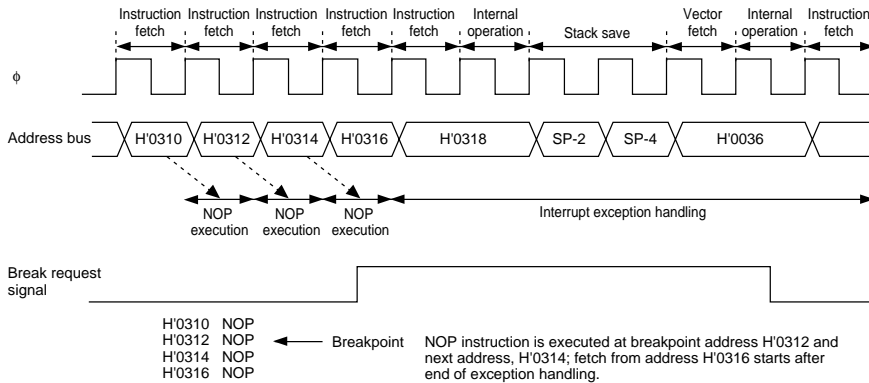 Instruction fetch
Instruction fetch
Instruction fetch
Instruction fetch
Instruction fetch
Internal operation
Stack save
Vector fetch
Internal operation
Instruction fetch
φ
Address bus
H'0310
H'0312
H'0314
H'0316
H'0318
SP-2
SP-4
H'0036
NOP execution
NOP execution
NOP execution
Interrupt exception handling
Break request signal
H'0310 NOP
H'0312 NOP
H'0314 NOP
H'0316 NOP
Breakpoint
NOP instruction is executed at breakpoint address H'0312 and
next address, H'0314; fetch from address H'0316 starts after
end of exception handling.